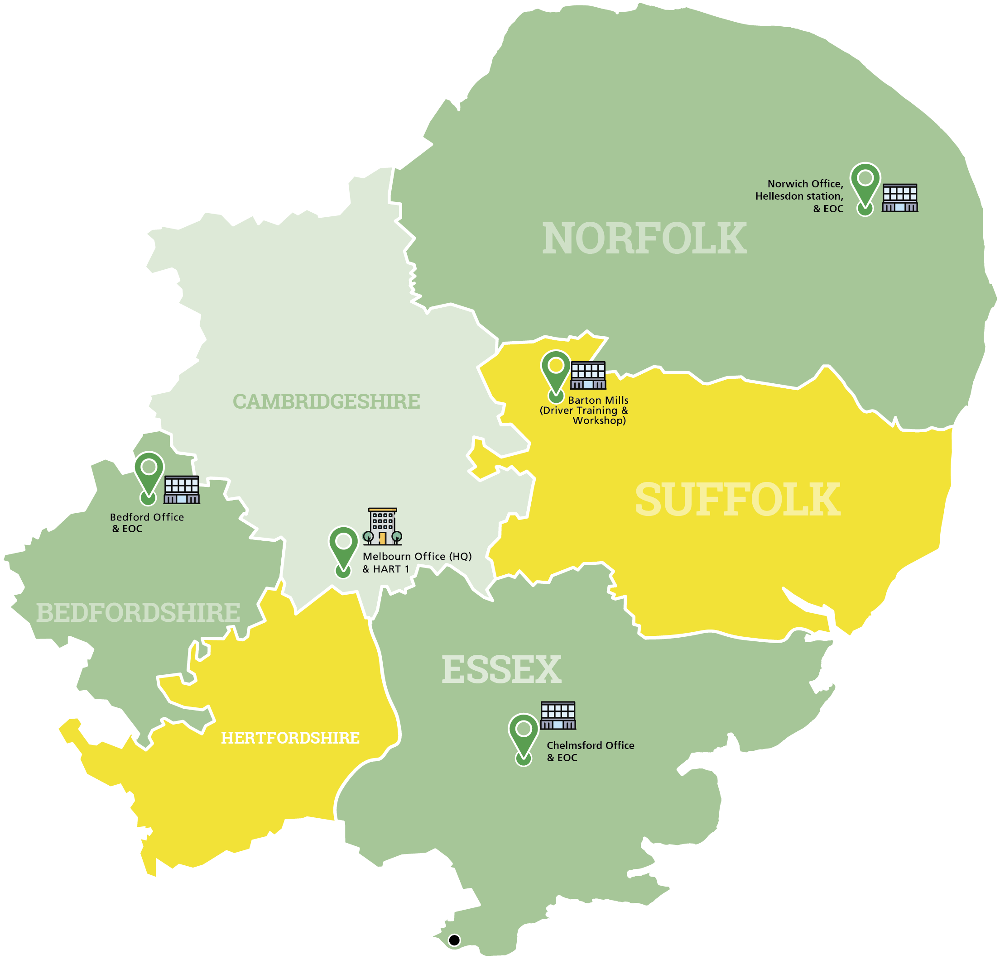 Norwich Office,
Hellesdon station,
& EOC
NORFOLK
CAMBRIDGESHIRE
Barton Mills
(Driver Training &
Workshop)
SUFFOLK
Bedford Office
& EOC
Melbourn Office (HQ)
& HART 1
BEDFORDSHIRE
ESSEX
HERTFORDSHIRE
Chelmsford Office
& EOC